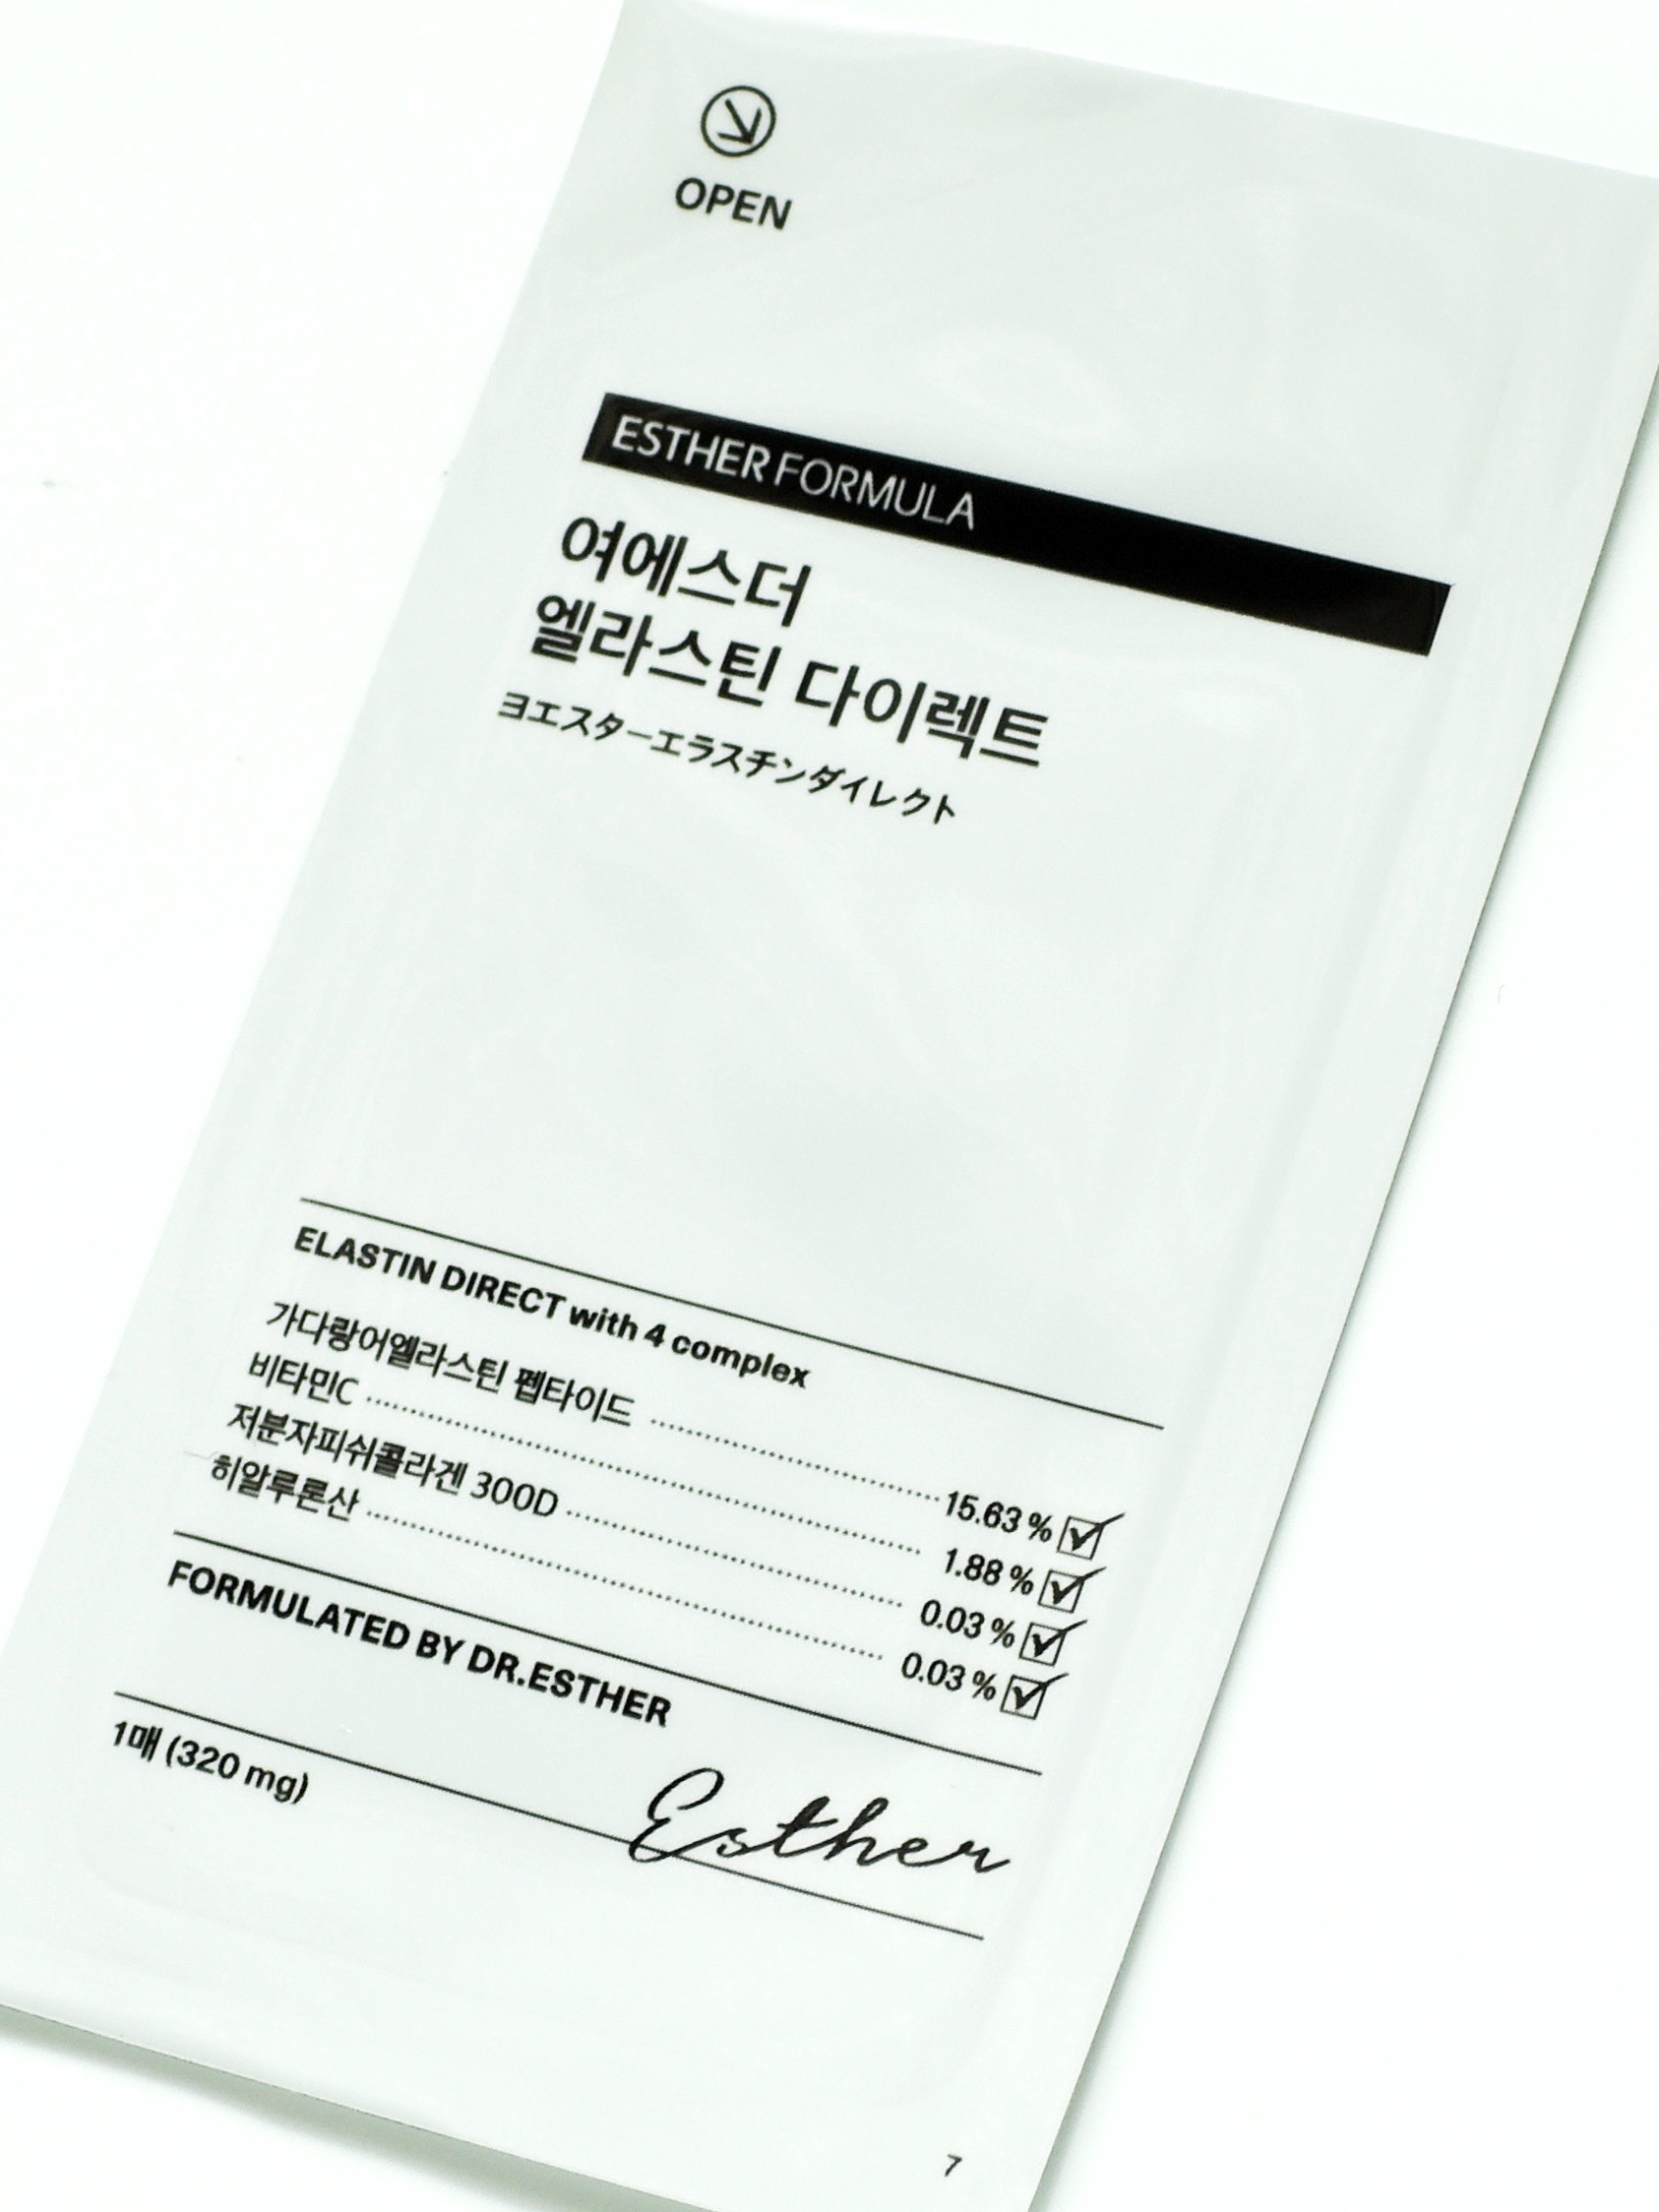 OPEN
ESTHER FORMULA
여에스더
엘라스틴 다이렉트
ヨエスターエラスチンダイレクト
ELASTIN DIRECT with 4 complex
가다랑어엘라스틴 펩타이드 15.63 %
비타민C 1.88 %
저분자피쉬콜라겐 300D 0.03 %
히알루론산 0.03 %
FORMULATED BY DR.ESTHER
Esther
1매 (320 mg)
7